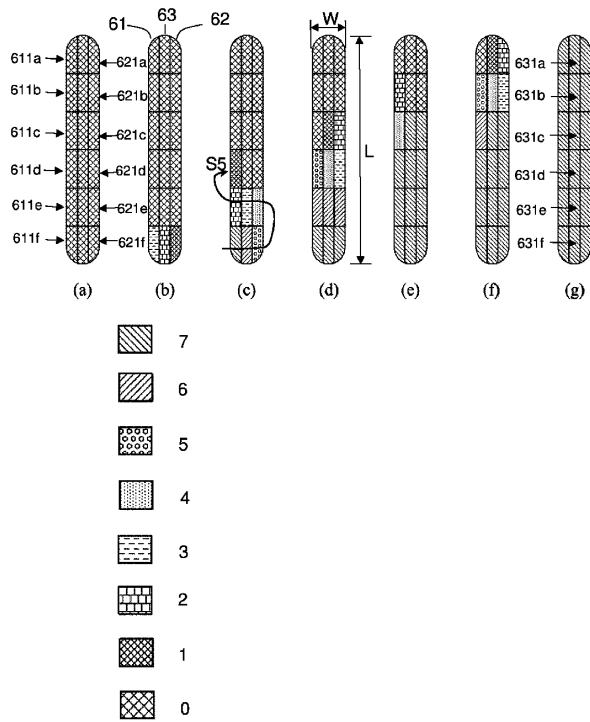 61 63 62
611a 621a W 631a
611b 621b 631b
611c 621c 631c
S5 L
611d 621d 631d
611e 621e 631e
611f 621f 631f
(a) (b) (c) (d) (e) (f) (g)
7
6
5
4
3
2
1
0